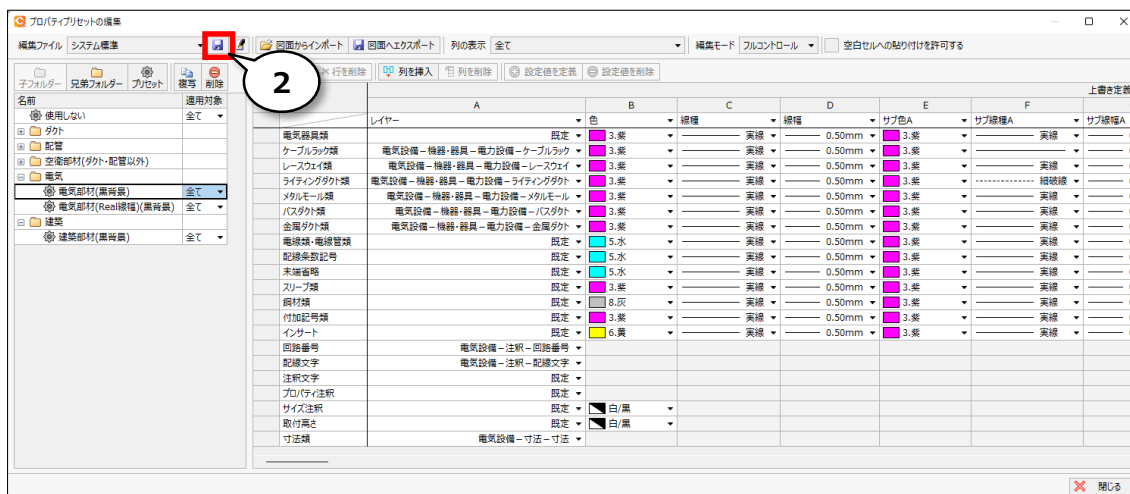 プロパティプリセットの編集
編集ファイル システム標準 図面からインポート 図面へエクスポート 列の表示 全て 編集モード フルコントロール 空白セルへの貼り付けを許可する
2
子フォルダー 兄弟フォルダー プリセット 複写 削除 行を削除 列を挿入 列を削除 設定値を定義 設定値を削除
名前 適用対象
使用しない 全て
ダクト
配管
空衛部材(ダクト・配管以外)
電気
電気部材(黒背景) 全て
電気部材(Real線幅)(黒背景) 全て
建築
建築部材(黒背景) 全て
上書き定義
A B C D E F
レイヤー 色 線種 線幅 サブ色A サブ線種A サブ線幅A
電気器具類 既定 3.紫 実線 0.50mm 3.紫 実線
ケーブルラック類 電気設備－機器・器具－電力設備－ケーブルラック 3.紫 実線 0.50mm 3.紫
レースウェイ類 電気設備－機器・器具－電力設備－レースウェイ 3.紫 実線 0.50mm 3.紫 実線
ライティングダクト類 電気設備－機器・器具－電力設備－ライティングダクト 3.紫 実線 0.50mm 3.紫 細破線
メタルモール類 電気設備－機器・器具－電力設備－メタルモール 3.紫 実線 0.50mm 3.紫 実線
バスダクト類 電気設備－機器・器具－電力設備－バスダクト 3.紫 実線 0.50mm 3.紫 実線
金属ダクト類 電気設備－機器・器具－電力設備－金属ダクト 3.紫 実線 0.50mm 3.紫 実線
電線類・電線管類 既定 5.水 実線 0.50mm 3.紫 実線
配線条数記号 既定 5.水 実線 0.50mm 3.紫 実線
末端省略 既定 5.水 実線 0.50mm 3.紫 実線
スリーブ類 既定 3.紫 実線 0.50mm 3.紫 実線
鋼材類 既定 8.灰 実線 0.50mm 3.紫 実線
付加記号類 既定 3.紫 実線 0.50mm 3.紫 実線
インサート 既定 6.黄 実線 0.50mm 3.紫 実線
回路番号 電気設備－注釈－回路番号
配線文字 電気設備－注釈－配線文字
注釈文字 既定
プロパティ注釈 既定
サイズ注釈 既定 白/黒
取付高さ 既定 白/黒
寸法類 電気設備－寸法－寸法
閉じる